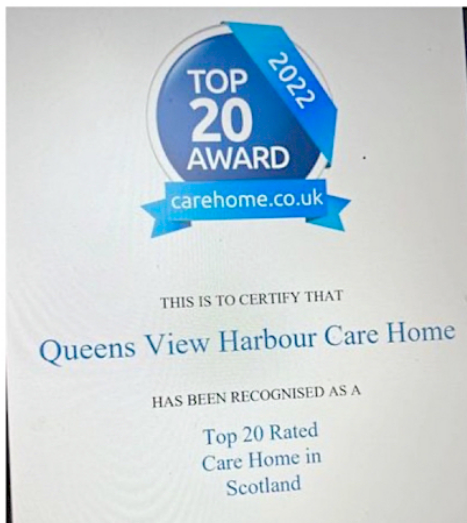 TOP
20
AWARD
2022
carehome.co.uk
THIS IS TO CERTIFY THAT
Queens View Harbour Care Home
HAS BEEN RECOGNISED AS A
Top 20 Rated
Care Home in
Scotland